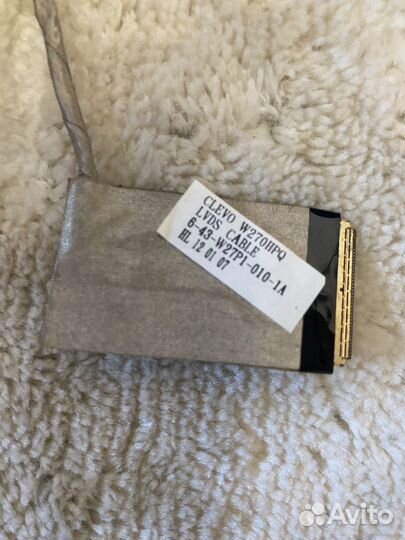 CLEVO W270HPQ
LVDS CABLE
6-43-W27P1-010-1A
HL 12 01 07
Avito